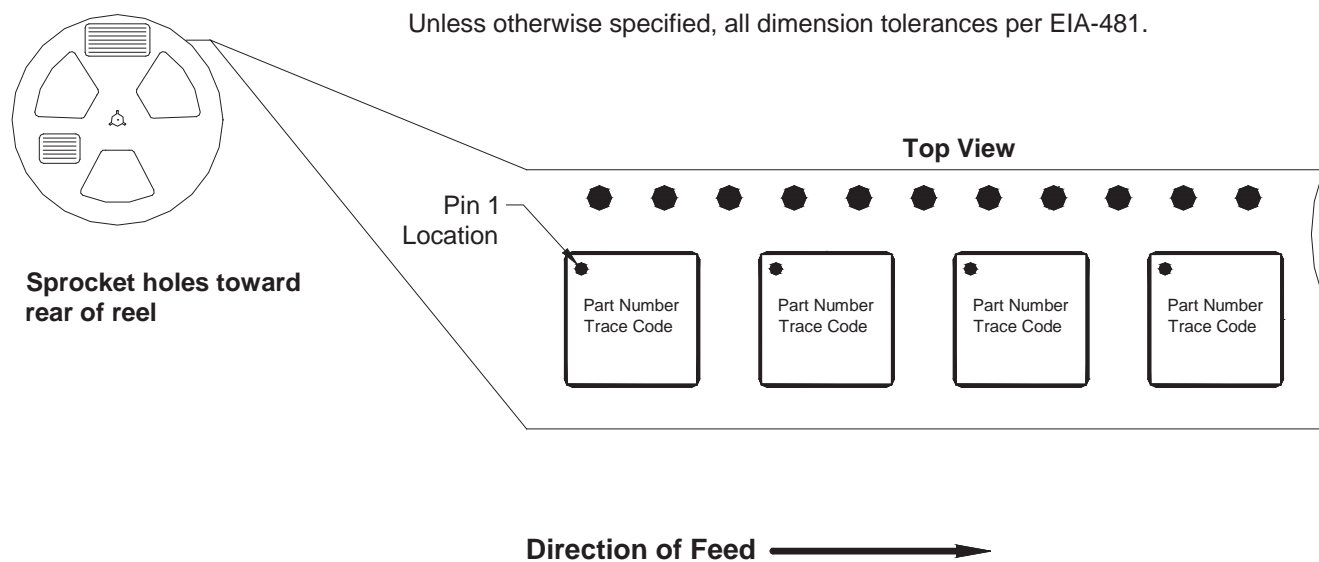 Unless otherwise specified, all dimension tolerances per EIA-481.
Top View
Pin 1
Location
Sprocket holes toward
rear of reel
Part Number
Trace Code
Part Number
Trace Code
Part Number
Trace Code
Part Number
Trace Code
Direction of Feed